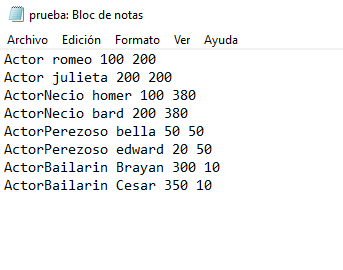 prueba: Bloc de notas
Archivo Edición Formato Ver Ayuda
Actor romeo 100 200
Actor julieta 200 200
ActorNecio homer 100 380
ActorNecio bard 200 380
ActorPerezoso bella 50 50
ActorPerezoso edward 20 50
ActorBailarin Brayan 300 10
ActorBailarin Cesar 350 10